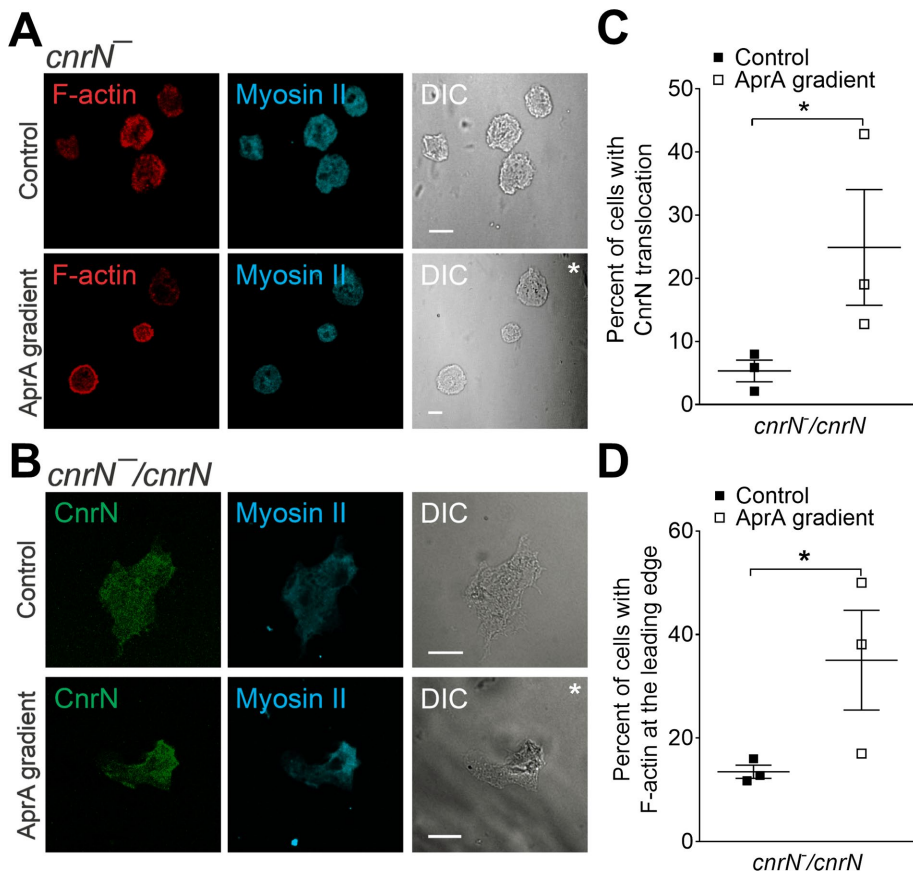 A
cnrN—
F-actin
Myosin II
DIC
Control
F-actin
Myosin II
DIC
*
AprA gradient
B
cnrN—/cnrN
CnrN
Myosin II
DIC
Control
CnrN
Myosin II
DIC
*
AprA gradient
C
Control
AprA gradient
50
40
30
20
10
0
*
Percent of cells with
CnrN translocation
cnrN-/cnrN
D
Control
AprA gradient
60
40
20
0
*
Percent of cells with
F-actin at the leading edge
cnrN-/cnrN